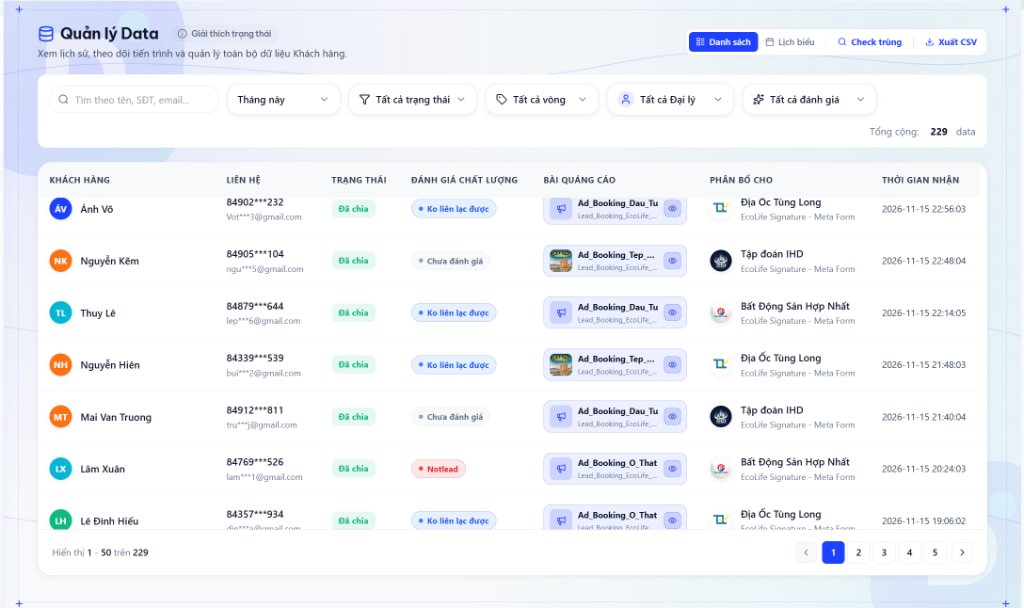 Quản lý Data
Giải thích trạng thái
Xem lịch sử, theo dõi tiến trình và quản lý toàn bộ dữ liệu Khách hàng.
Danh sách
Lịch biểu
Check trùng
Xuất CSV
Tìm theo tên, SĐT, email...
Tháng này
Tất cả trạng thái
Tất cả vòng
Tất cả Đại lý
Tất cả đánh giá
Tổng cộng: 229 data
KHÁCH HÀNG LIÊN HỆ TRẠNG THÁI ĐÁNH GIÁ CHẤT LƯỢNG BÀI QUẢNG CÁO PHÂN BỔ CHO THỜI GIAN NHẬN
ÁV Ánh Võ 84902***232 Đã chia Ko liên lạc được Ad_Booking_Dau_Tu Địa Ốc Tùng Long 2026-11-15 22:56:03
Vot***3@gmail.com Lead_Booking_EcoLife_... EcoLife Signature - Meta Form
NK Nguyễn Kẽm 84905***104 Đã chia Chưa đánh giá Ad_Booking_Tep_... Tập đoàn IHD 2026-11-15 22:48:04
ngu***5@gmail.com Lead_Booking_EcoLife_... EcoLife Signature - Meta Form
TL Thuy Lê 84879***644 Đã chia Ko liên lạc được Ad_Booking_Dau_Tu Bất Động Sản Hợp Nhất 2026-11-15 22:14:05
lep***6@gmail.com Lead_Booking_EcoLife_... EcoLife Signature - Meta Form
NH Nguyễn Hiên 84339***539 Đã chia Ko liên lạc được Ad_Booking_Tep_... Địa Ốc Tùng Long 2026-11-15 21:48:03
bui***2@gmail.com Lead_Booking_EcoLife_... EcoLife Signature - Meta Form
MT Mai Van Truong 84912***811 Đã chia Chưa đánh giá Ad_Booking_Dau_Tu Tập đoàn IHD 2026-11-15 21:40:04
tru***j@gmail.com Lead_Booking_EcoLife_... EcoLife Signature - Meta Form
LX Lâm Xuân 84769***526 Đã chia Notlead Ad_Booking_O_That Bất Động Sản Hợp Nhất 2026-11-15 20:24:03
lam***1@gmail.com Lead_Booking_EcoLife_... EcoLife Signature - Meta Form
LH Lê Đình Hiếu 84357***934 Đã chia Ko liên lạc được Ad_Booking_O_That Địa Ốc Tùng Long 2026-11-15 19:06:02
Lead_Booking_EcoLife_... EcoLife Signature - Meta Form
Hiển thị 1 - 50 trên 229
1 2 3 4 5